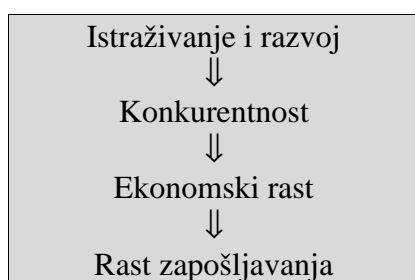 Istraživanje i razvoj
⇓
Konkurentnost
⇓
Ekonomski rast
⇓
Rast zapošljavanja